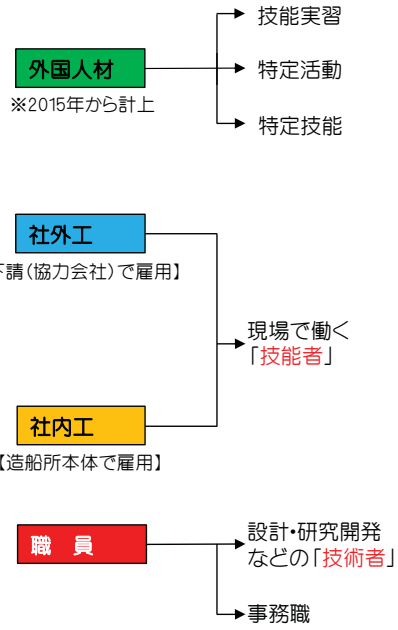 外国人材
※2015年から計上
技能実習
特定活動
特定技能
社外工
下請(協力会社)で雇用】
現場で働く
「技能者」
社内工
【造船所本体で雇用】
職　員
設計・研究開発
などの「技術者」
事務職